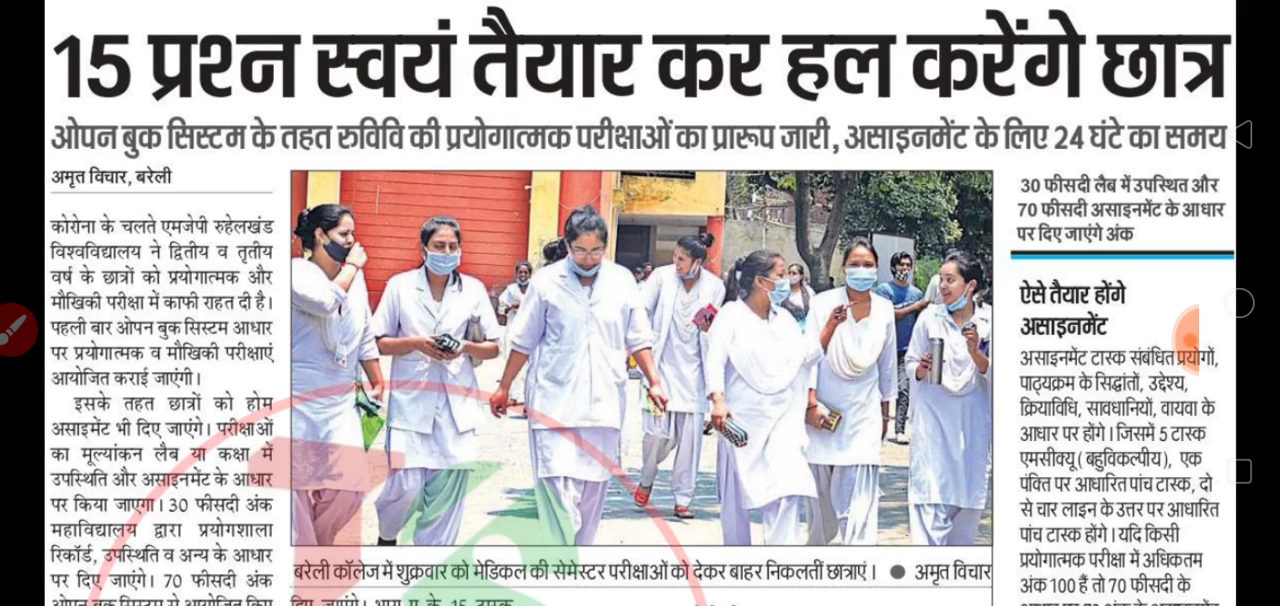 15 प्रश्न स्वयं तैयार कर हल करेंगे छात्र
ओपन बुक सिस्टम के तहत रुविवि की प्रयोगात्मक परीक्षाओं का प्रारूप जारी, असाइनमेंट के लिए 24 घंटे का समय
अमृत विचार, बरेली
कोरोना के चलते एमजेपी रुहेलखंड
विश्वविद्यालय ने द्वितीय व तृतीय
वर्ष के छात्रों को प्रयोगात्मक और
मौखिकी परीक्षा में काफी राहत दी है।
पहली बार ओपन बुक सिस्टम आधार
पर प्रयोगात्मक व मौखिकी परीक्षाएं
आयोजित कराई जाएंगी।
इसके तहत छात्रों को होम
असाइमेंट भी दिए जाएंगे। परीक्षाओं
का मूल्यांकन लैब या कक्षा में
उपस्थिति और असाइनमेंट के आधार
पर किया जाएगा। 30 फीसदी अंक
महाविद्यालय द्वारा प्रयोगशाला
रिकॉर्ड, उपस्थिति व अन्य के आधार
पर दिए जाएंगे। 70 फीसदी अंक
ओपन बुक सिस्टम से आयोजित किए
बरेली कॉलेज में शुक्रवार को मेडिकल की सेमेस्टर परीक्षाओं को देकर बाहर निकलतीं छात्राएं। ● अमृत विचार
दिए जाएंगे। भाग ए के 15 टास्क
30 फीसदी लैब में उपस्थित और
70 फीसदी असाइनमेंट के आधार
पर दिए जाएंगे अंक
ऐसे तैयार होंगे
असाइनमेंट
असाइनमेंट टास्क संबंधित प्रयोगों,
पाठ्यक्रम के सिद्धांतों, उद्देश्य,
क्रियाविधि, सावधानियों, वायवा के
आधार पर होंगे। जिसमें 5 टास्क
एमसीक्यू ( बहुविकल्पीय), एक
पंक्ति पर आधारित पांच टास्क, दो
से चार लाइन के उत्तर पर आधारित
पांच टास्क होंगे। यदि किसी
प्रयोगात्मक परीक्षा में अधिकतम
अंक 100 हैं तो 70 फीसदी के